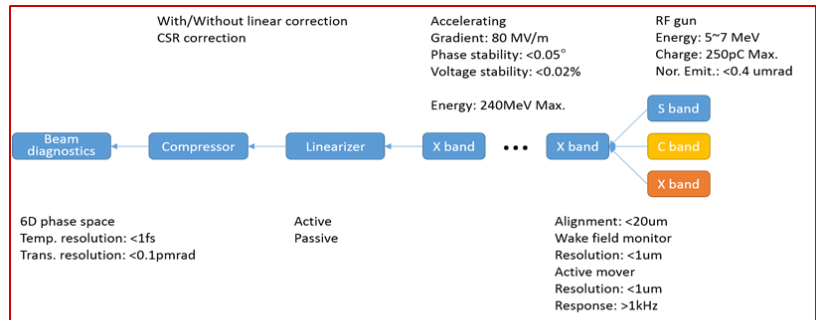 With/Without linear correction
CSR correction
Accelerating
Gradient: 80 MV/m
Phase stability: <0.05°
Voltage stability: <0.02%
Energy: 240MeV Max.
RF gun
Energy: 5~7 MeV
Charge: 250pC Max.
Nor. Emit.: <0.4 umrad
Beam
diagnostics
Compressor
Linearizer
X band
•••
X band
S band
C band
X band
6D phase space
Temp. resolution: <1fs
Trans. resolution: <0.1pmrad
Active
Passive
Alignment: <20um
Wake field monitor
Resolution: <1um
Active mover
Resolution: <1um
Response: >1kHz